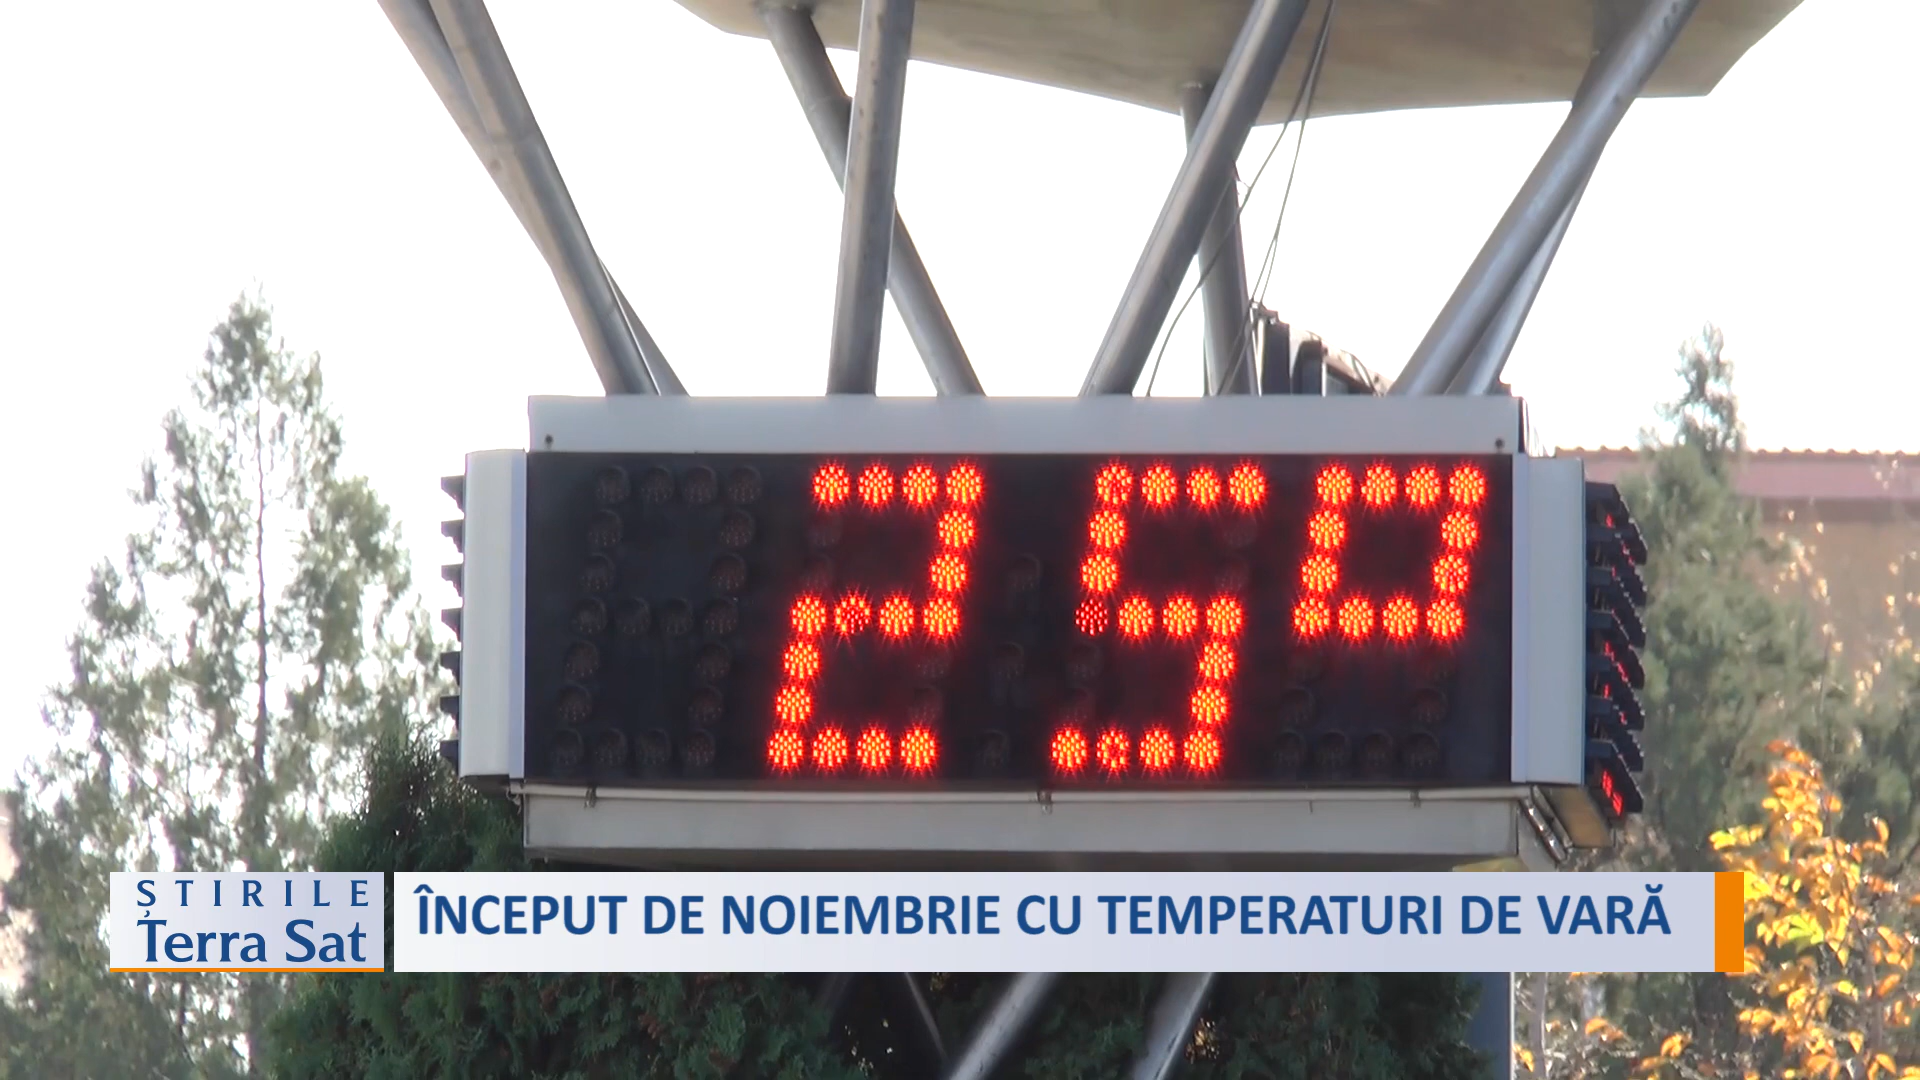 25°
ȘTIRILE
Terra Sat
ÎNCEPUT DE NOIEMBRIE CU TEMPERATURI DE VARĂ